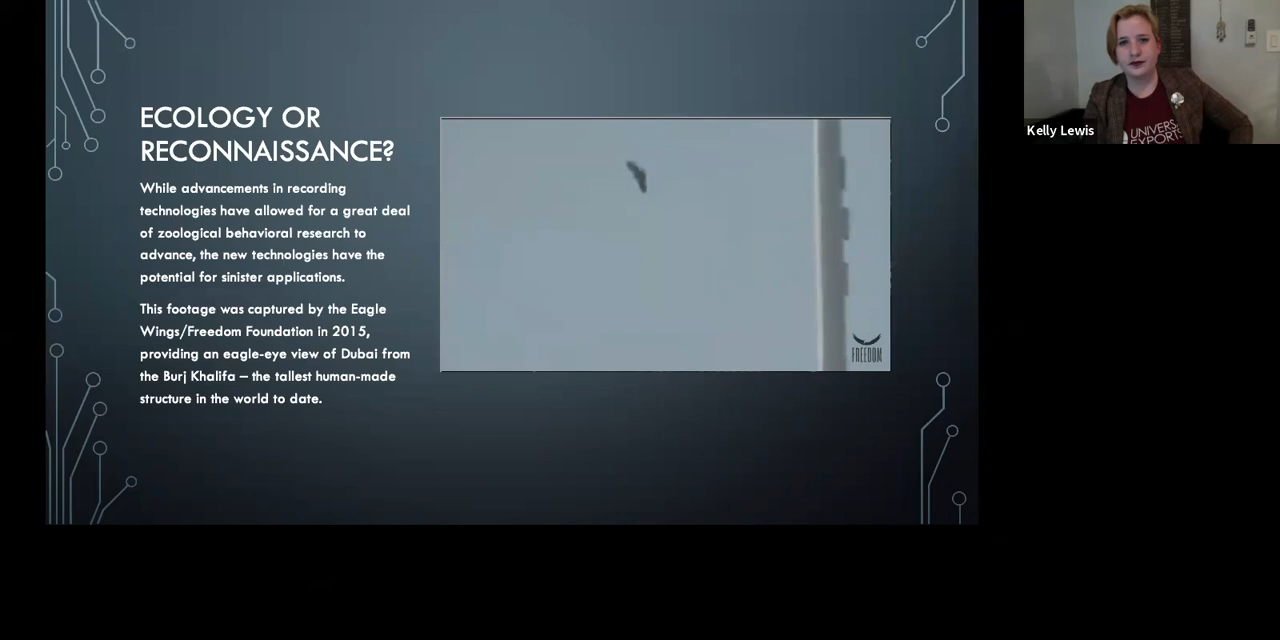 ECOLOGY OR
RECONNAISSANCE?
While advancements in recording
technologies have allowed for a great deal
of zoological behavioral research to
advance, the new technologies have the
potential for sinister applications.
This footage was captured by the Eagle
Wings/Freedom Foundation in 2015,
providing an eagle-eye view of Dubai from
the Burj Khalifa – the tallest human-made
structure in the world to date.
FREEDOM
Kelly Lewis
UNIVERS
EXPORTS